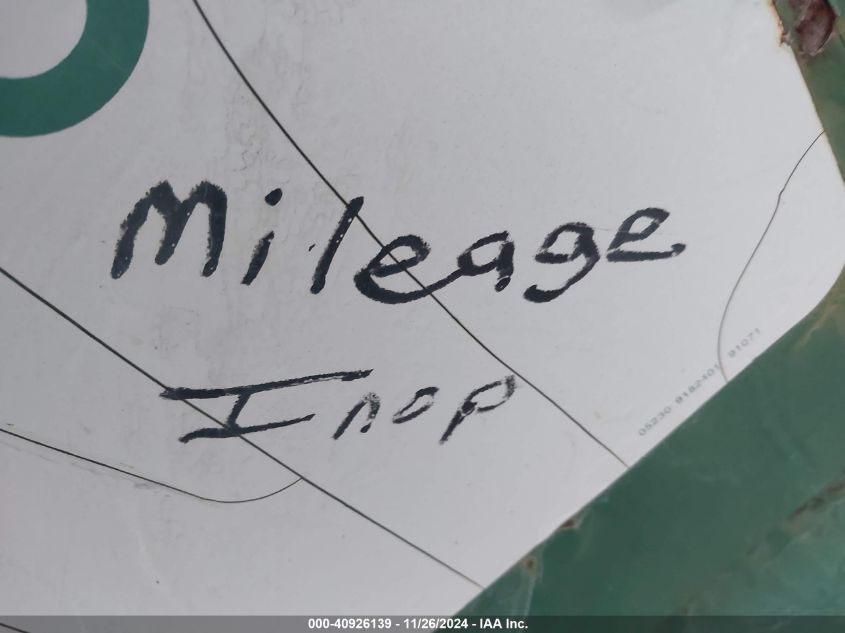 Mileage
Inop
05230 9182401 91071
000-40926139 - 11/26/2024 - IAA Inc.